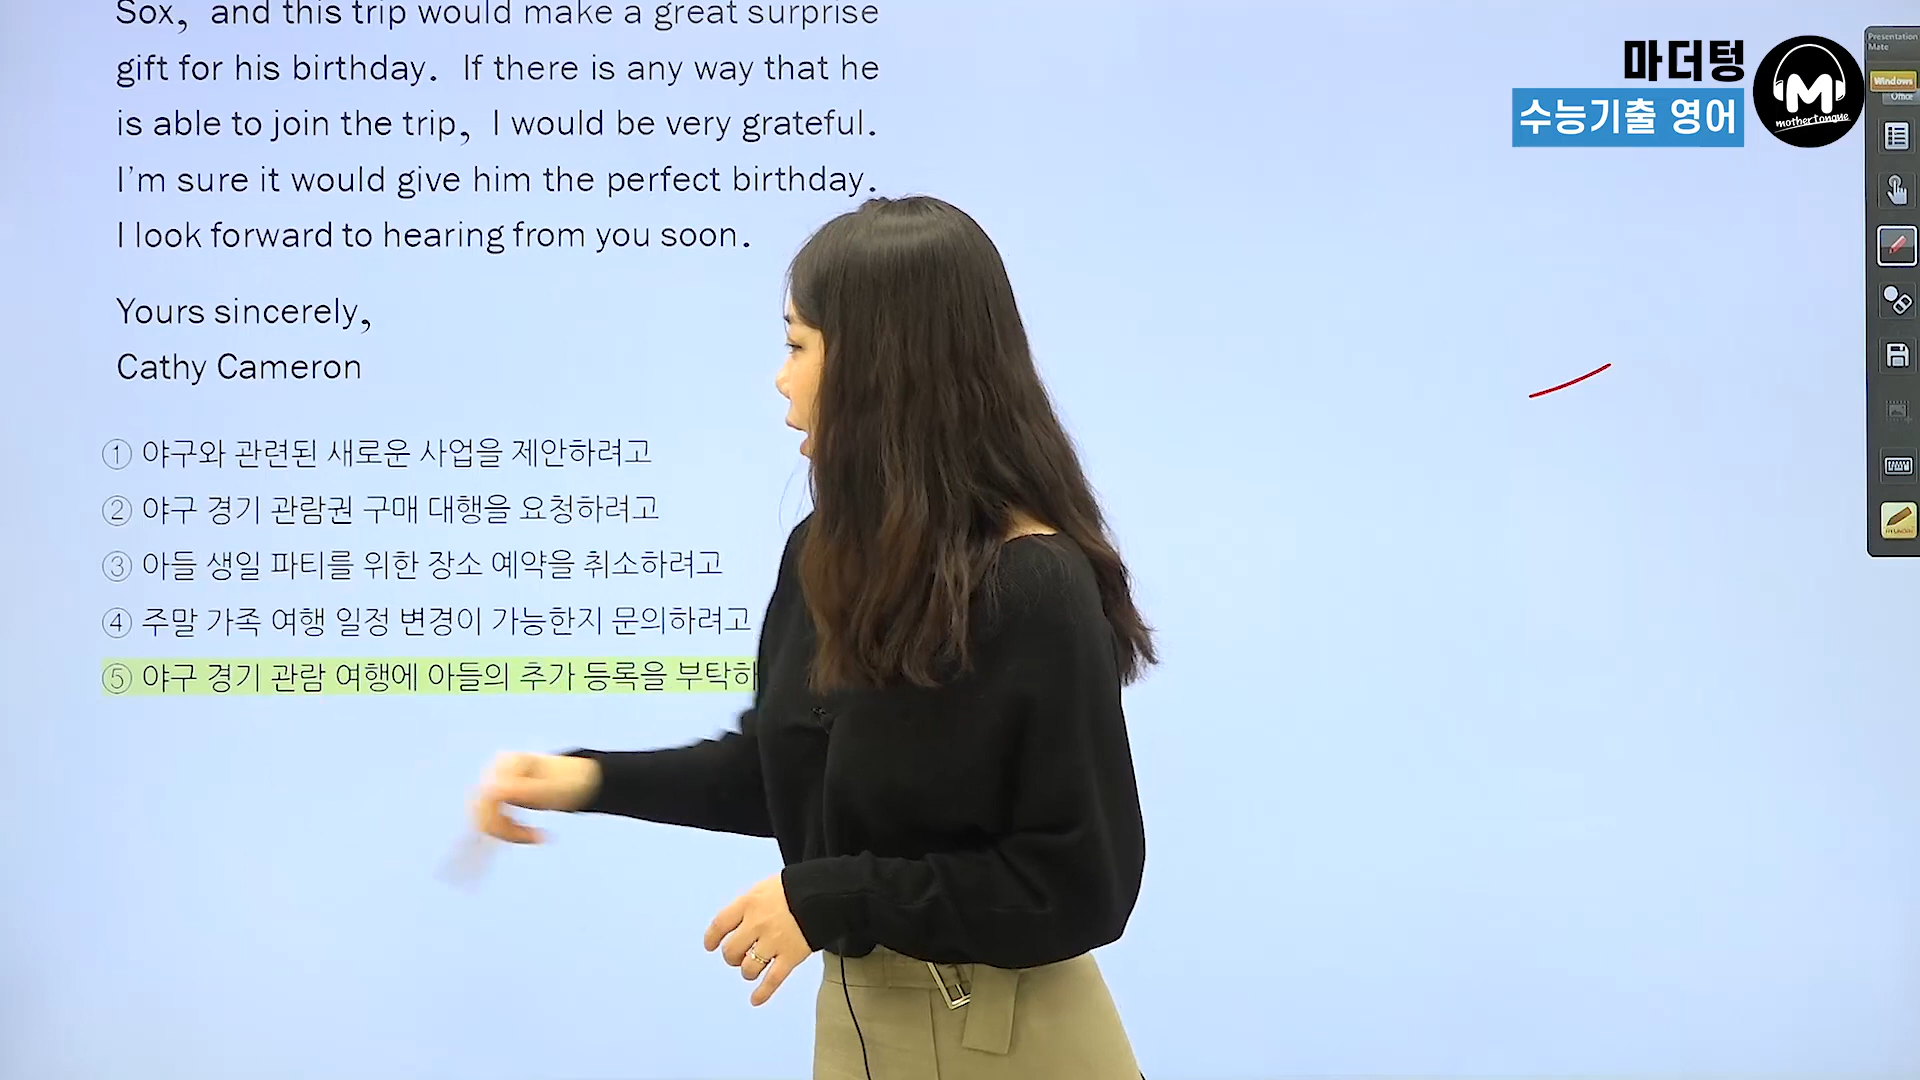 Sox, and this trip would make a great surprise
gift for his birthday. If there is any way that he
is able to join the trip, I would be very grateful.
I'm sure it would give him the perfect birthday.
I look forward to hearing from you soon.
Yours sincerely,
Cathy Cameron
① 야구와 관련된 새로운 사업을 제안하려고
② 야구 경기 관람권 구매 대행을 요청하려고
③ 아들 생일 파티를 위한 장소 예약을 취소하려고
④ 주말 가족 여행 일정 변경이 가능한지 문의하려고
⑤ 야구 경기 관람 여행에 아들의 추가 등록을 부탁하
마더텅
수능기출 영어
M
mothertongue
Presentation
Mate
Windows
Office